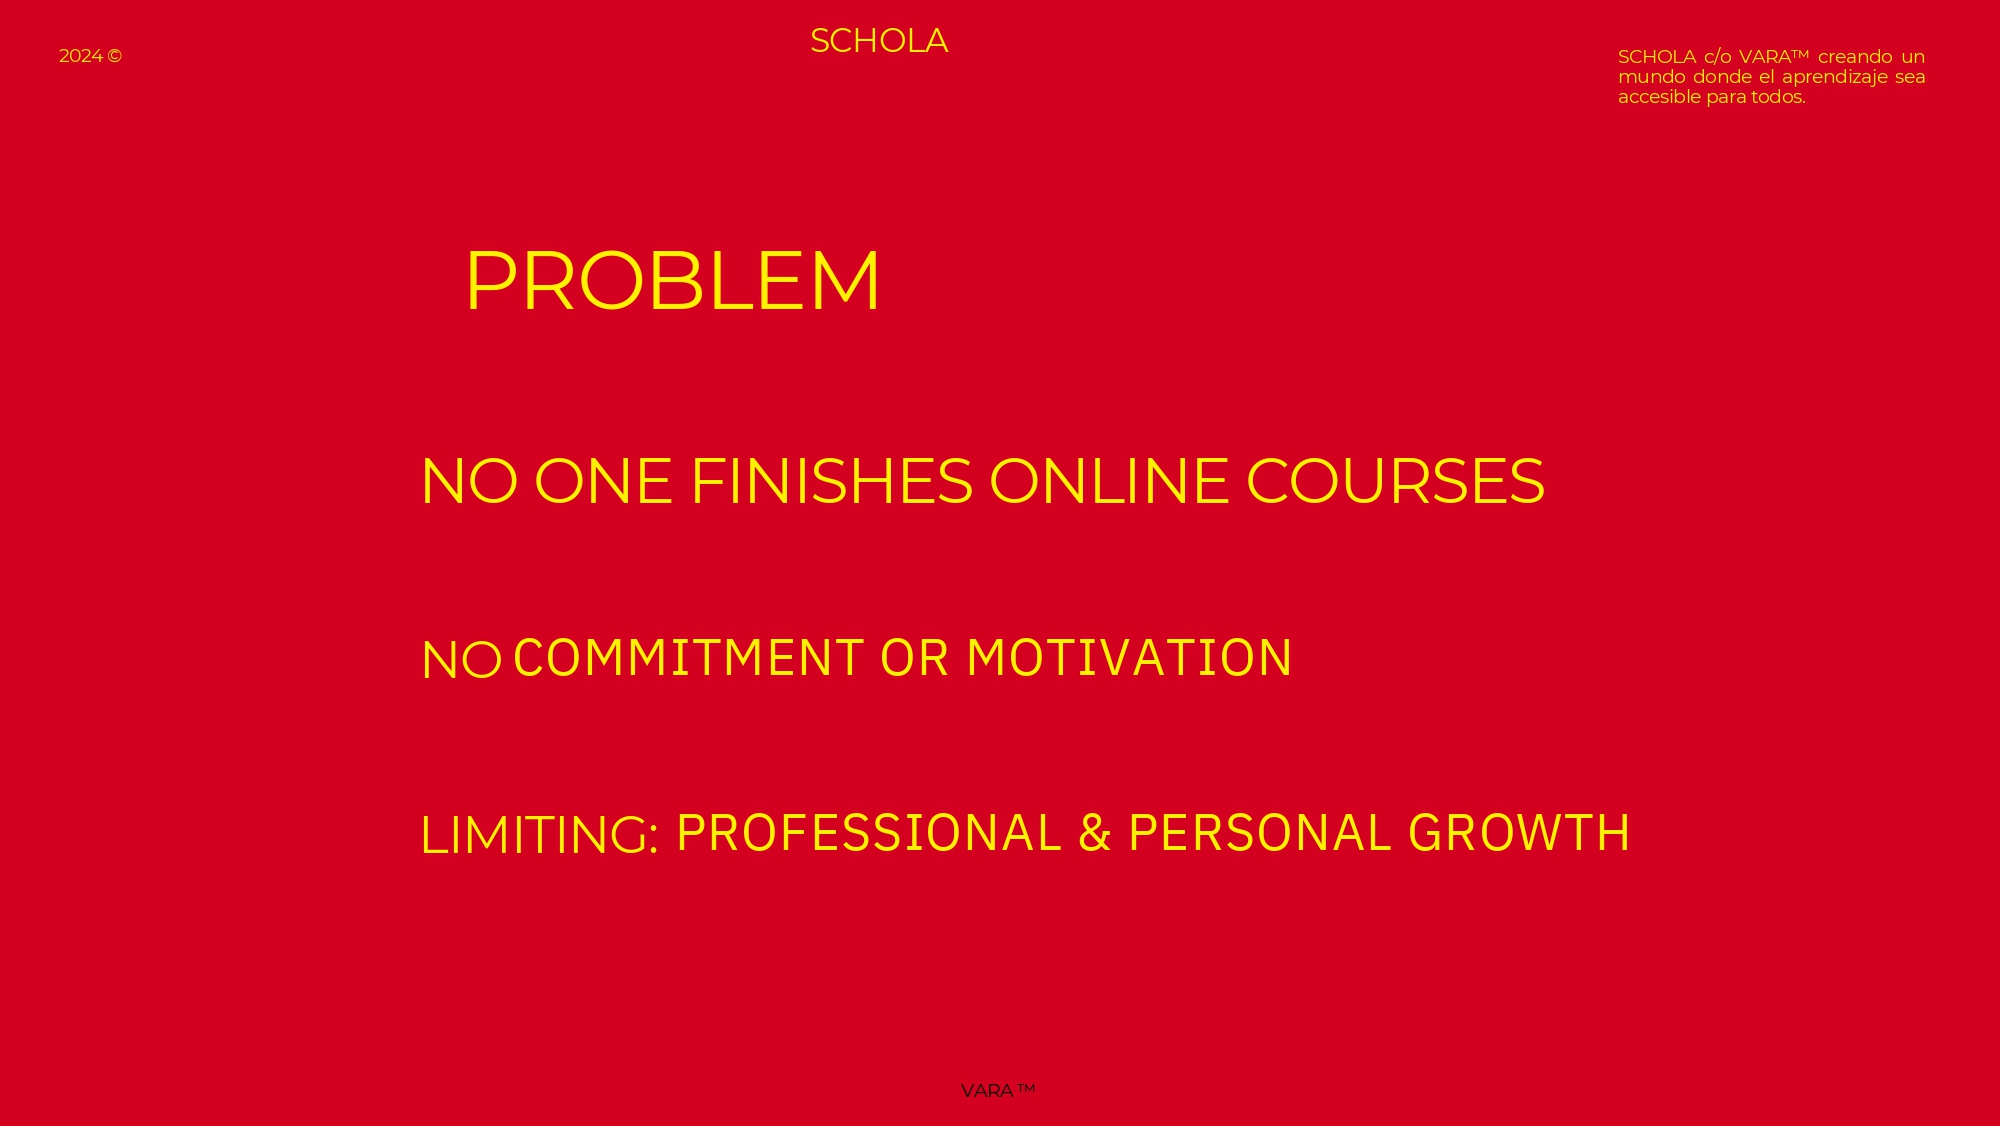 2024 ©
SCHOLA
SCHOLA c/o VARA™ creando un
mundo donde el aprendizaje sea
accesible para todos.
PROBLEM
NO ONE FINISHES ONLINE COURSES
NO COMMITMENT OR MOTIVATION
LIMITING: PROFESSIONAL & PERSONAL GROWTH
VARA™